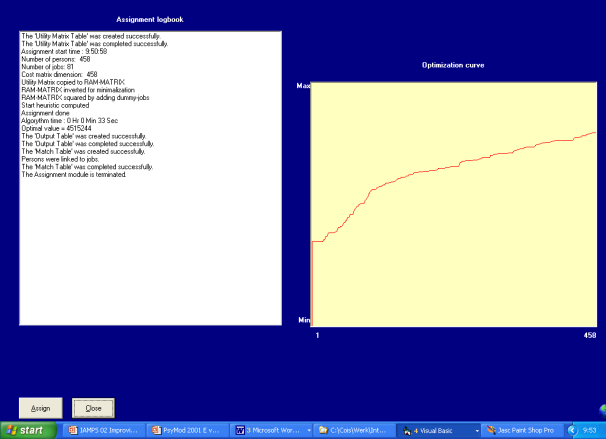 Assignment logbook
The 'Utility Matrix Table' was created successfully.
The 'Utility Matrix Table' was completed successfully.
Assignment start time : 9:50:58
Number of persons: 458
Number of jobs: 81
Cost matrix dimension: 458
Utility Matrix copied to RAM-MATRIX
RAM-MATRIX inverted for minimalization
RAM-MATRIX squared by adding dummy-jobs
Start heuristic computed
Assignment done
Algorythm time : 0 Hr 0 Min 33 Sec
Optimal value = 4515244
The 'Output Table' was created successfully.
The 'Output Table' was completed successfully.
The 'Match Table' was created successfully.
Persons were linked to jobs.
The 'Match Table' was completed successfully.
The Assignment module is terminated.
Optimization curve
Max
Min
1
458
Assign
Close
start
IAMPS 02 Improvi...
PsyMod 2001 E v...
3 Microsoft Wor...
C:\Cois\Werk\Int...
4 Visual Basic
Jasc Paint Shop Pro
9:53